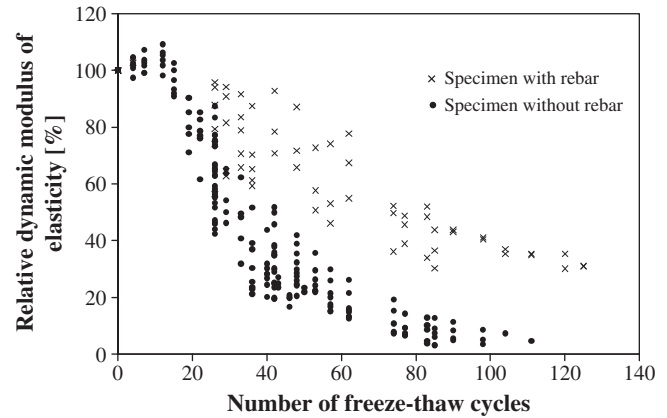 120
100
80
60
40
20
0
Relative dynamic modulus of
elasticity [%]
× Specimen with rebar
• Specimen without rebar
0 20 40 60 80 100 120 140
Number of freeze-thaw cycles